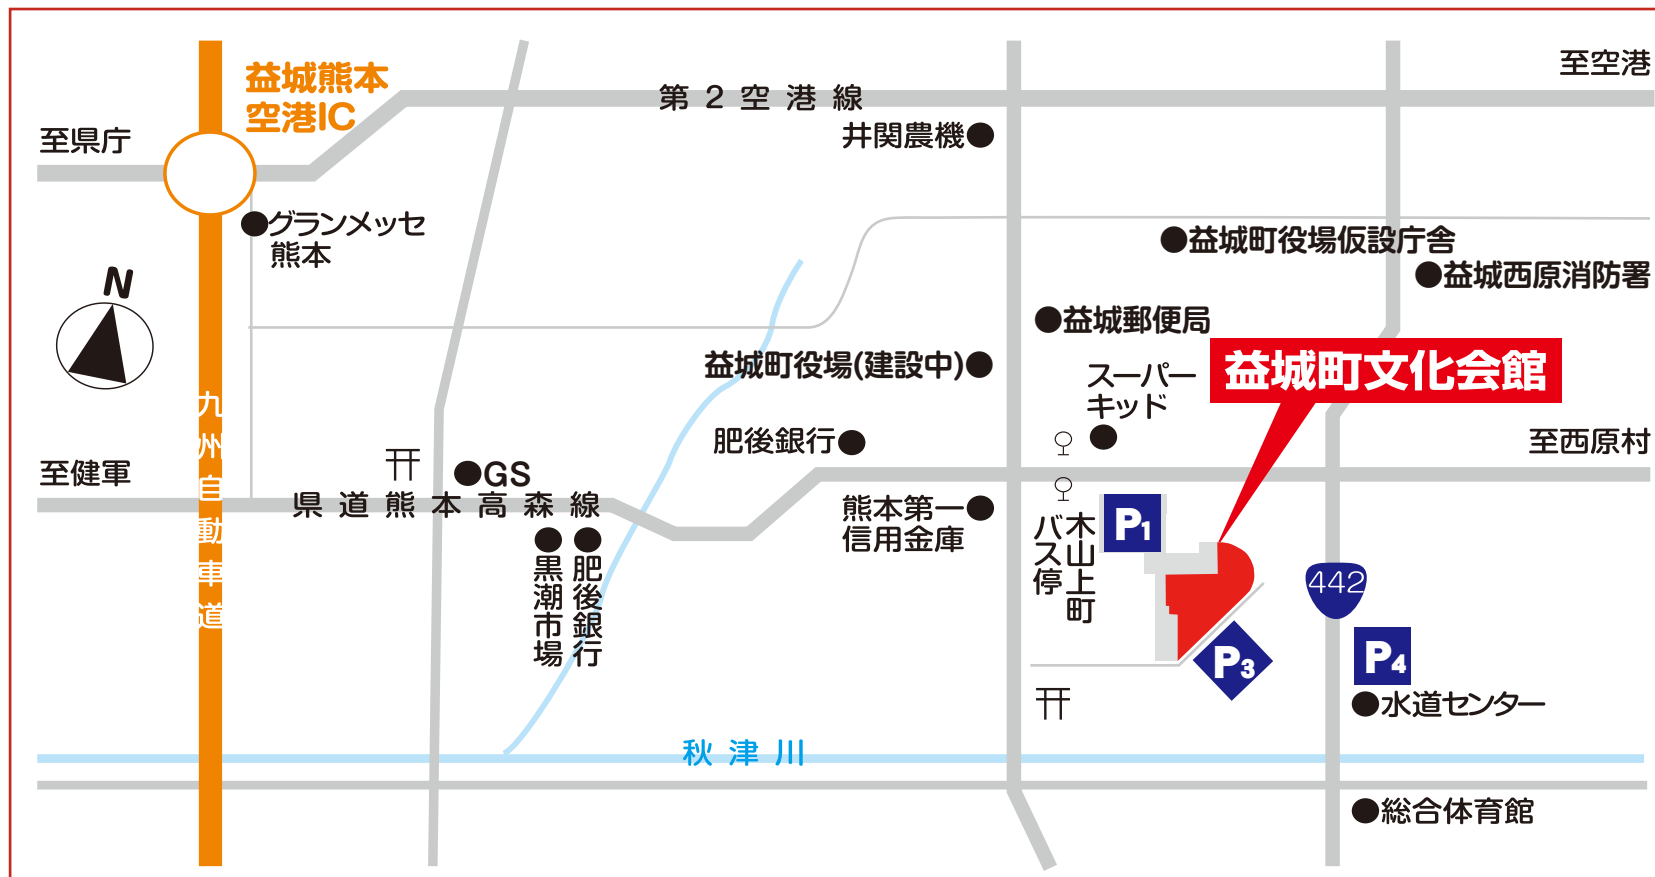 至空港
益城熊本
空港IC
第2空港線
至県庁
井関農機
グランメッセ
熊本
益城町役場仮設庁舎
益城西原消防署
N
益城郵便局
益城町役場(建設中)
スーパー
キッド
益城町文化会館
九州自動車道
肥後銀行
至西原村
至健軍
GS
県道熊本高森線
熊本第一
信用金庫
木山上町
バス停
P1
肥後銀行
黒潮市場
442
P3
P4
水道センター
秋津川
総合体育館